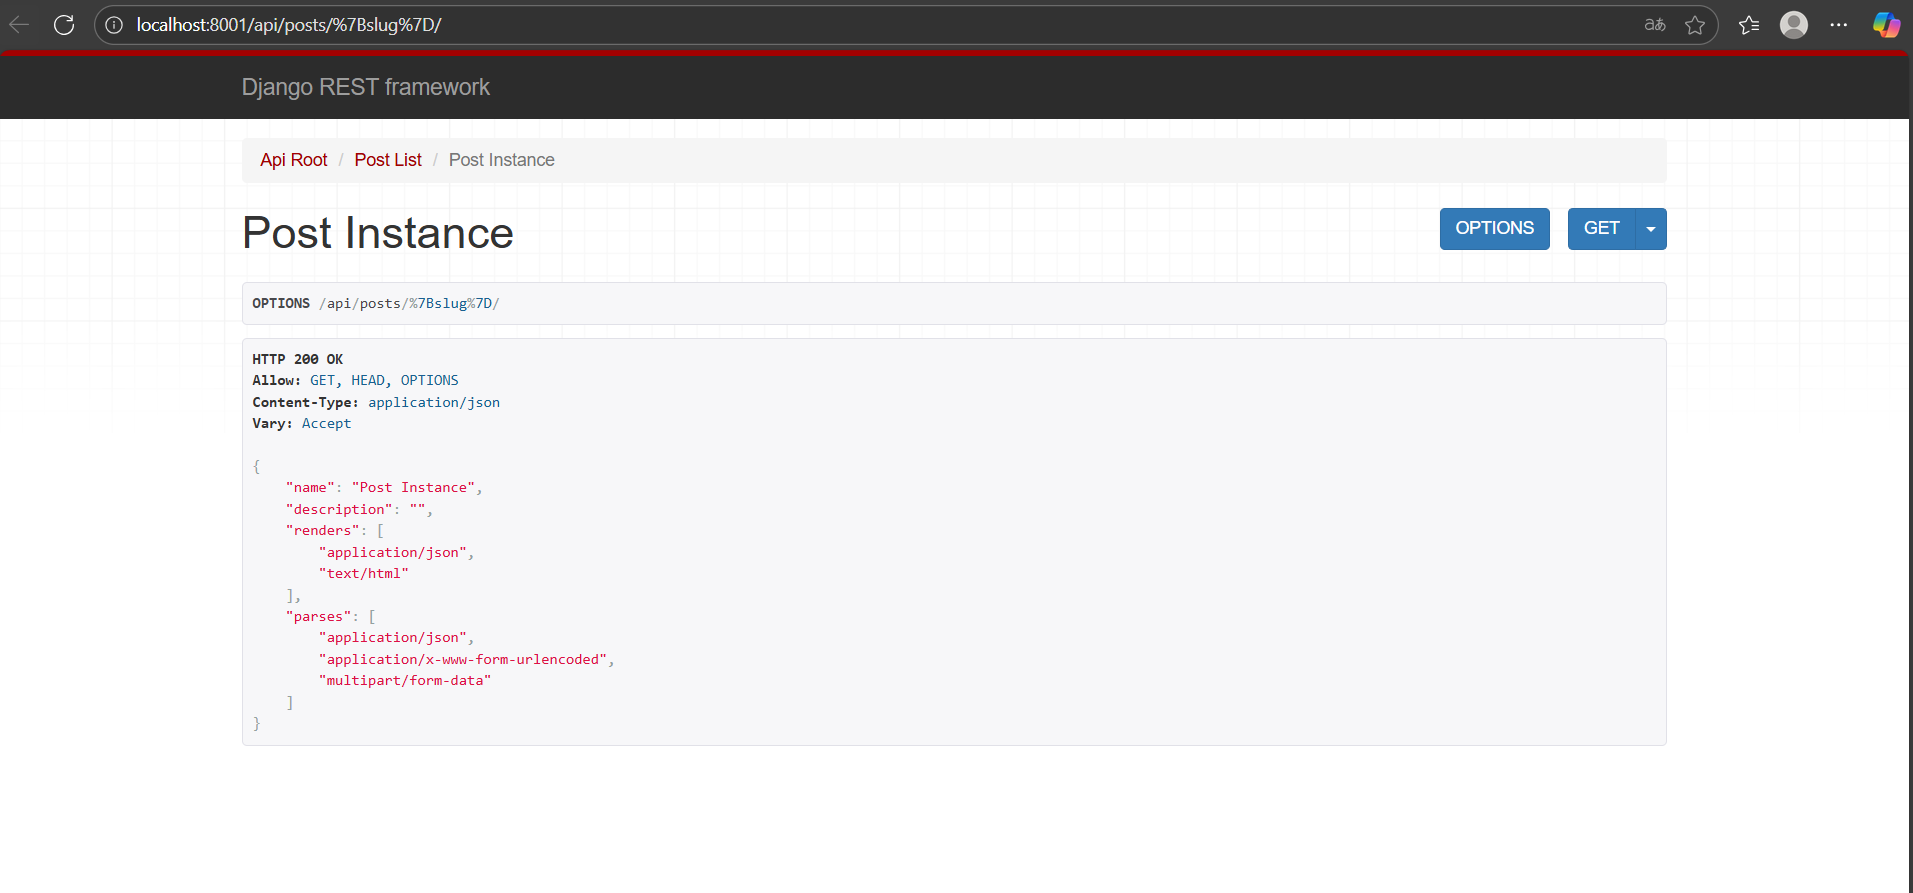 localhost:8001/api/posts/%7Bslug%7D/
Django REST framework
Api Root / Post List / Post Instance
Post Instance
OPTIONS GET
OPTIONS /api/posts/%7Bslug%7D/
HTTP 200 OK
Allow: GET, HEAD, OPTIONS
Content-Type: application/json
Vary: Accept
{
    "name": "Post Instance",
    "description": "",
    "renders": [
        "application/json",
        "text/html"
    ],
    "parses": [
        "application/json",
        "application/x-www-form-urlencoded",
        "multipart/form-data"
    ]
}